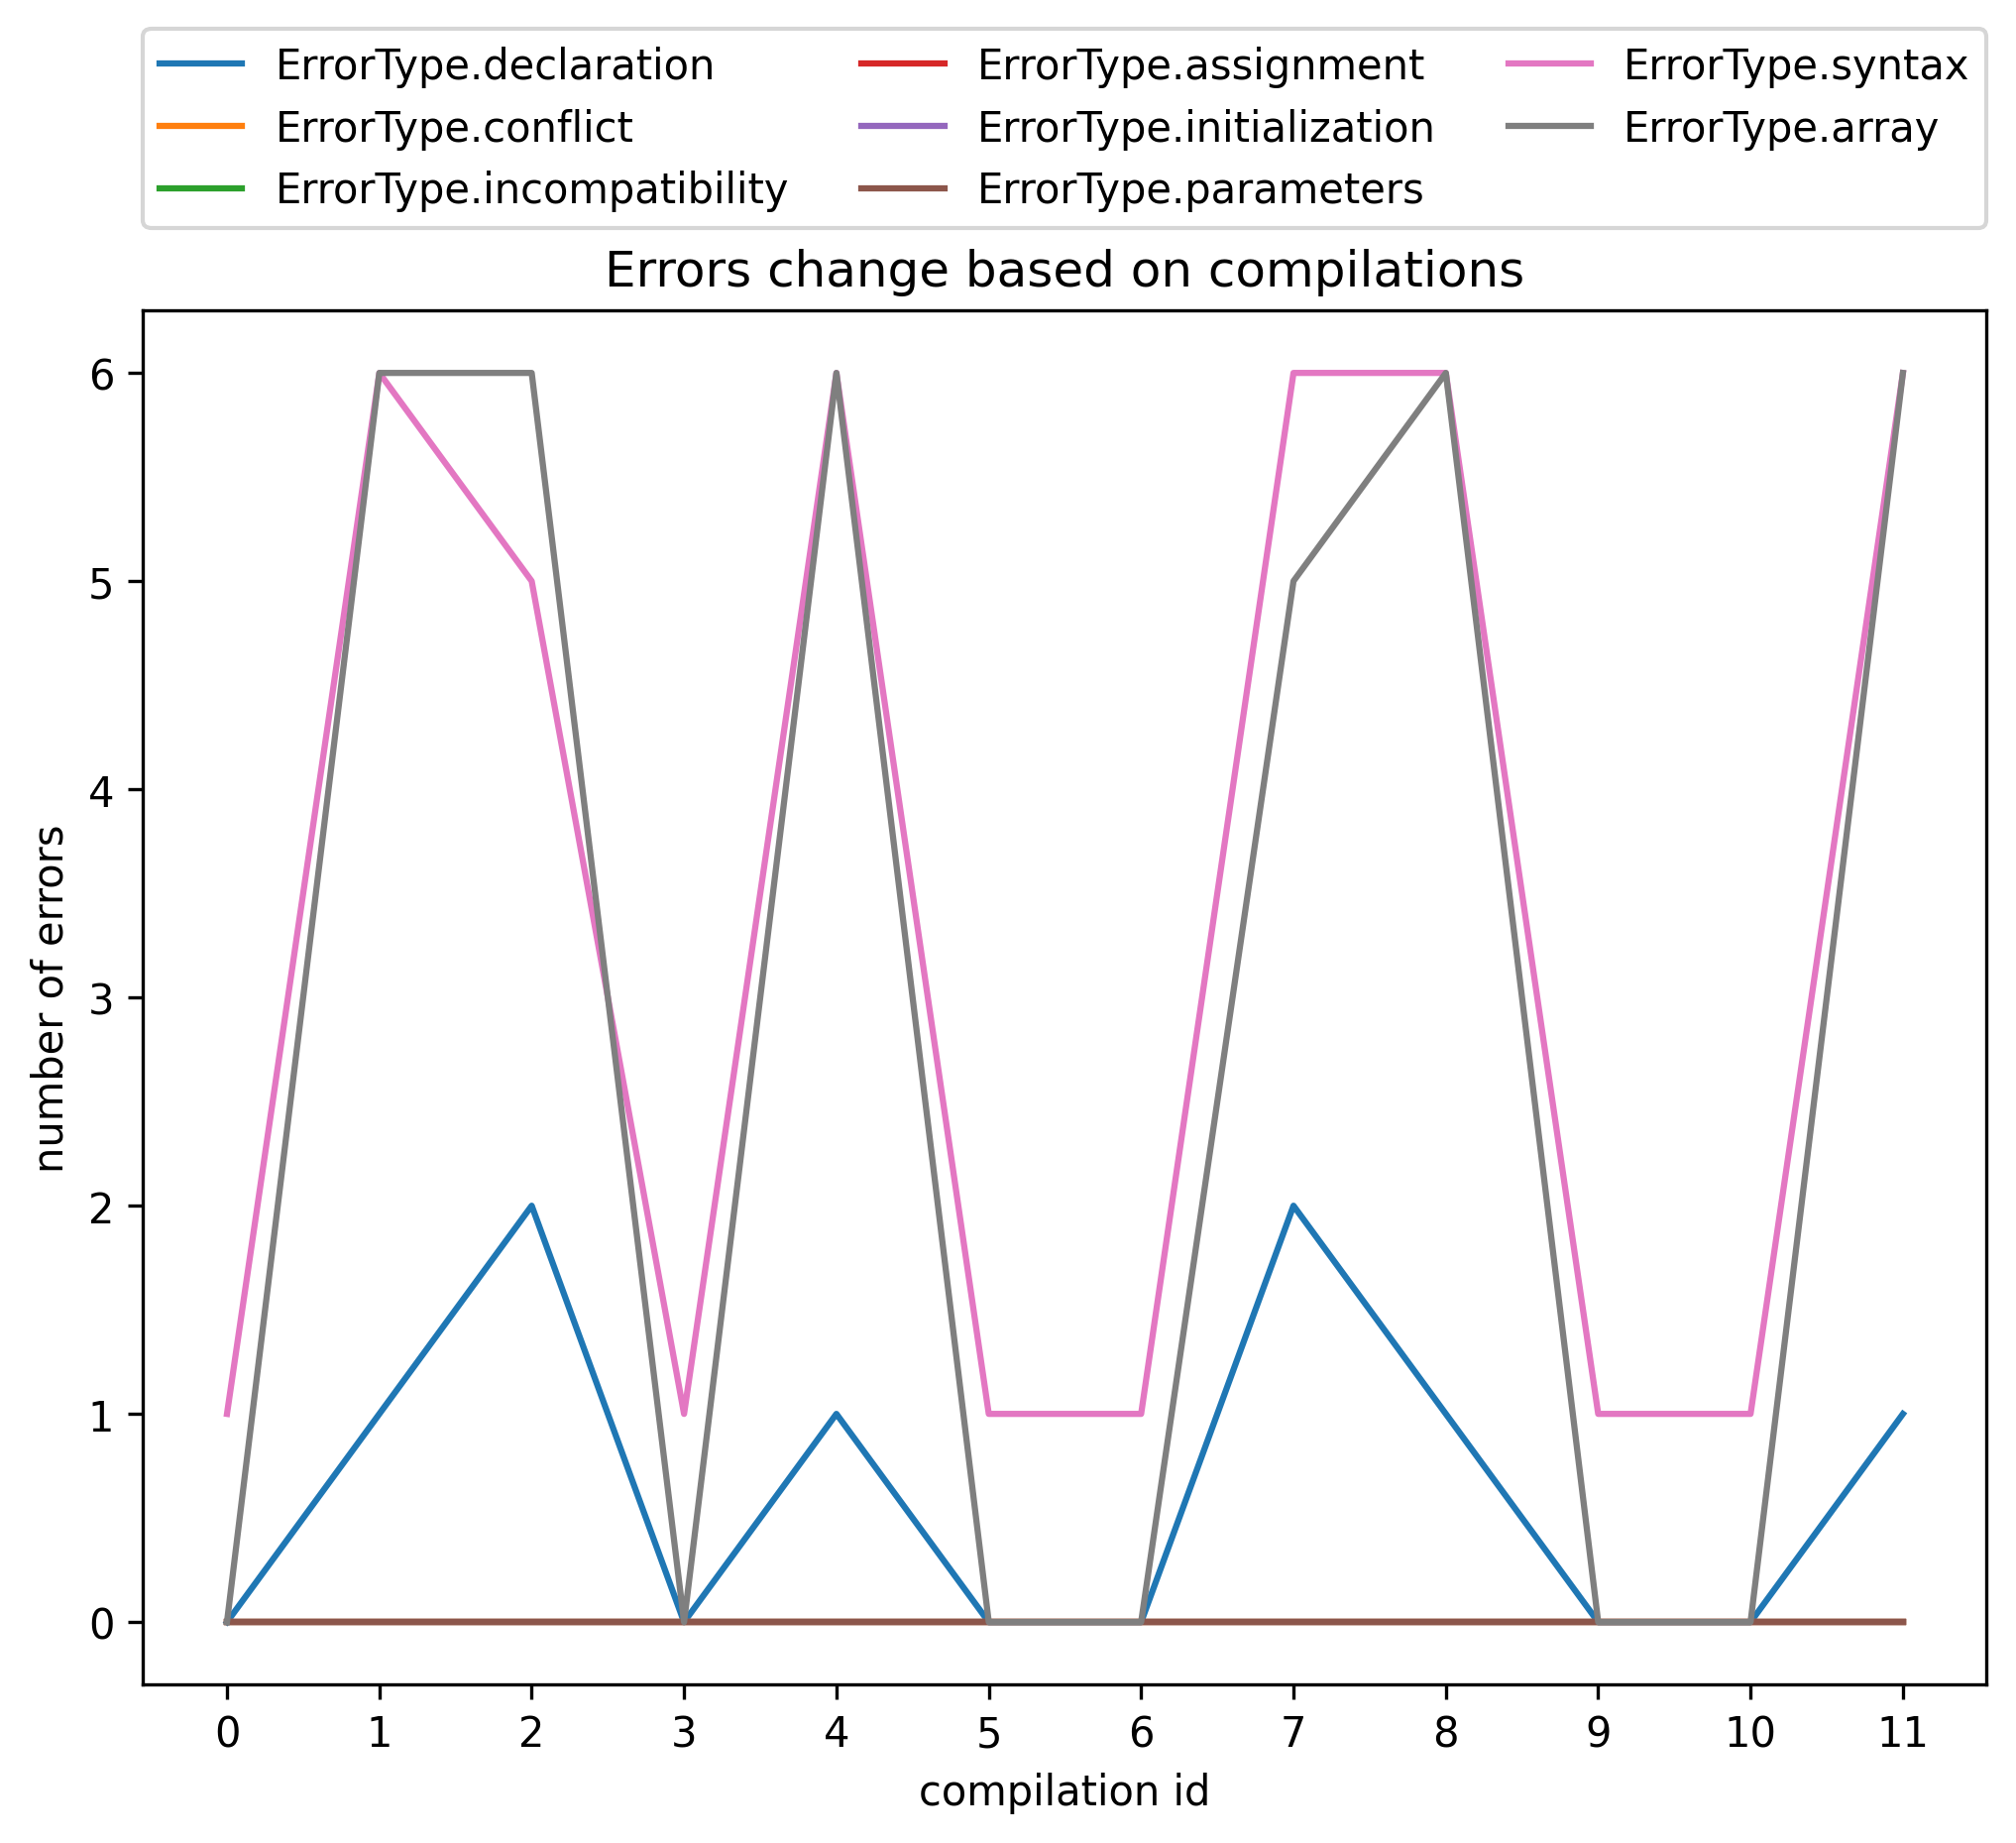 ErrorType.declaration
ErrorType.conflict
ErrorType.incompatibility
ErrorType.assignment
ErrorType.initialization
ErrorType.parameters
ErrorType.syntax
ErrorType.array
Errors change based on compilations
number of errors
6
5
4
3
2
1
0
0 1 2 3 4 5 6 7 8 9 10 11
compilation id